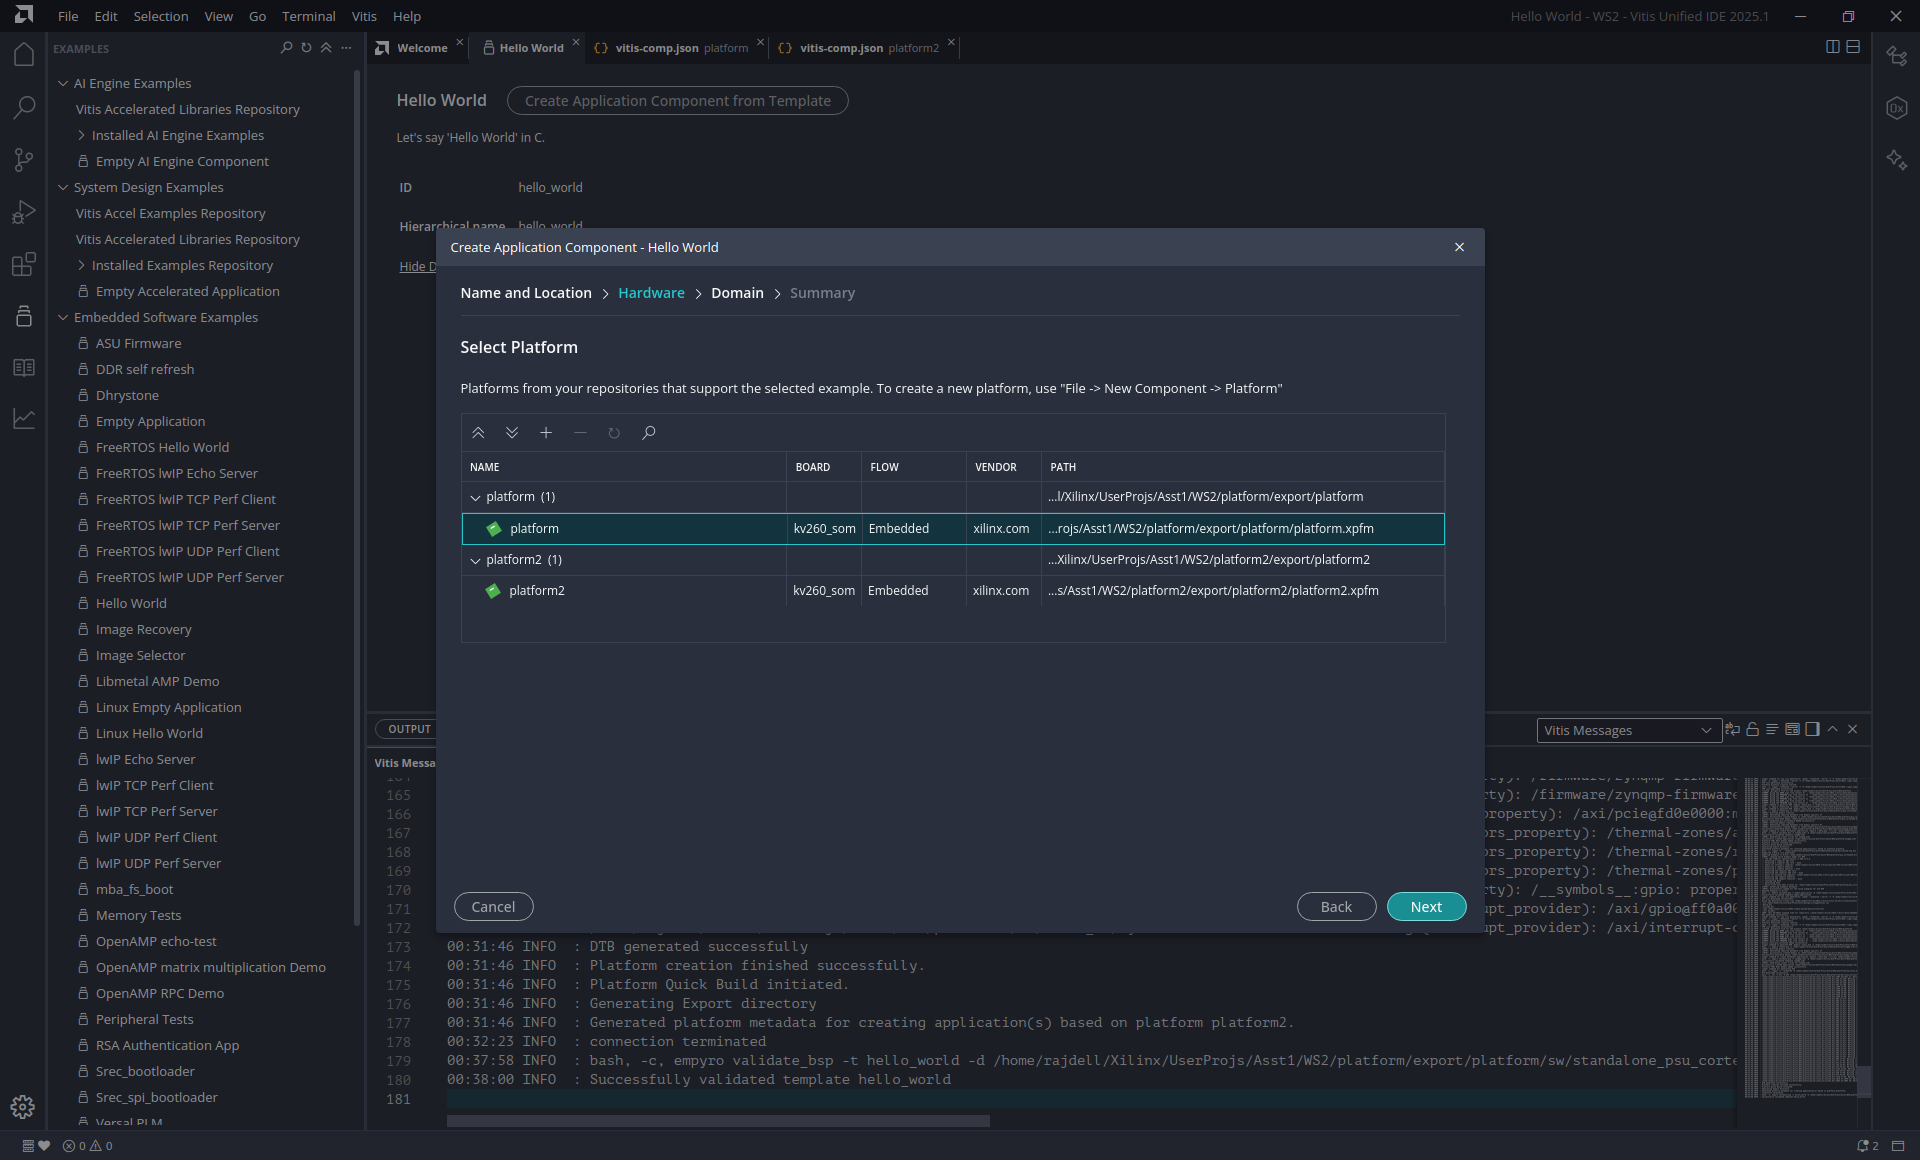 File Edit Selection View Go Terminal Vitis Help
Hello World - WS2 - Vitis Unified IDE 2025.1
EXAMPLES
AI Engine Examples
Vitis Accelerated Libraries Repository
Installed AI Engine Examples
Empty AI Engine Component
System Design Examples
Vitis Accel Examples Repository
Vitis Accelerated Libraries Repository
Installed Examples Repository
Empty Accelerated Application
Embedded Software Examples
ASU Firmware
DDR self refresh
Dhrystone
Empty Application
FreeRTOS Hello World
FreeRTOS lwIP Echo Server
FreeRTOS lwIP TCP Perf Client
FreeRTOS lwIP TCP Perf Server
FreeRTOS lwIP UDP Perf Client
FreeRTOS lwIP UDP Perf Server
Hello World
Image Recovery
Image Selector
Libmetal AMP Demo
Linux Empty Application
Linux Hello World
lwIP Echo Server
lwIP TCP Perf Client
lwIP TCP Perf Server
lwIP UDP Perf Client
lwIP UDP Perf Server
mba_fs_boot
Memory Tests
OpenAMP echo-test
OpenAMP matrix multiplication Demo
OpenAMP RPC Demo
Peripheral Tests
RSA Authentication App
Srec_bootloader
Srec_spi_bootloader
Versal PLM
Welcome
Hello World
{} vitis-comp.json platform
{} vitis-comp.json platform2
Hello World Create Application Component from Template
Let's say 'Hello World' in C.
ID hello_world
Hierarchical name hello_world
Hide D
Create Application Component - Hello World
Name and Location > Hardware > Domain > Summary
Select Platform
Platforms from your repositories that support the selected example. To create a new platform, use "File -> New Component -> Platform"
NAME BOARD FLOW VENDOR PATH
platform (1) ...l/Xilinx/UserProjs/Asst1/WS2/platform/export/platform
platform kv260_som Embedded xilinx.com ...rojs/Asst1/WS2/platform/export/platform/platform.xpfm
platform2 (1) ...Xilinx/UserProjs/Asst1/WS2/platform2/export/platform2
platform2 kv260_som Embedded xilinx.com ...s/Asst1/WS2/platform2/export/platform2/platform2.xpfm
Cancel Back Next
OUTPUT Vitis Messages
Vitis Messa
165 rty): /firmware/zynqmp-firmware
166 property): /axi/pcie@fd0e0000:m
167 ors_property): /thermal-zones/a
168 ors_property): /thermal-zones/r
169 ors_property): /thermal-zones/p
170 rty): /__symbols__:gpio: proper
171 upt_provider): /axi/gpio@ff0a00
172 upt_provider): /axi/interrupt-c
173 00:31:46 INFO : DTB generated successfully
174 00:31:46 INFO : Platform creation finished successfully.
175 00:31:46 INFO : Platform Quick Build initiated.
176 00:31:46 INFO : Generating Export directory
177 00:31:46 INFO : Generated platform metadata for creating application(s) based on platform platform2.
178 00:32:23 INFO : connection terminated
179 00:37:58 INFO : bash, -c, empyro validate_bsp -t hello_world -d /home/rajdell/Xilinx/UserProjs/Asst1/WS2/platform/export/platform/sw/standalone_psu_corte
180 00:38:00 INFO : Successfully validated template hello_world
181
0 0
2